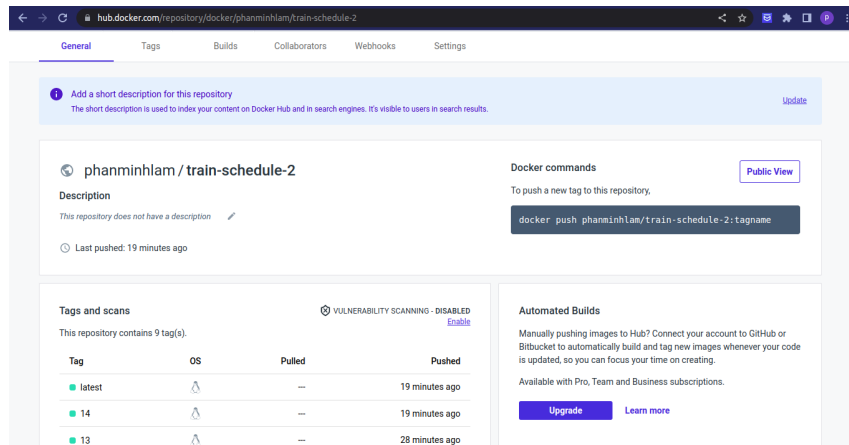 hub.docker.com/repository/docker/phanminhlam/train-schedule-2
P
General Tags Builds Collaborators Webhooks Settings
Add a short description for this repository
The short description is used to index your content on Docker Hub and in search engines. It's visible to users in search results.
Update
phanminhlam / train-schedule-2
Description
This repository does not have a description
Last pushed: 19 minutes ago
Docker commands
Public View
To push a new tag to this repository,
docker push phanminhlam/train-schedule-2:tagname
Tags and scans
VULNERABILITY SCANNING - DISABLED
Enable
This repository contains 9 tag(s).
Tag OS Pulled Pushed
latest --- 19 minutes ago
14 --- 19 minutes ago
13 --- 28 minutes ago
Automated Builds
Manually pushing images to Hub? Connect your account to GitHub or
Bitbucket to automatically build and tag new images whenever your code
is updated, so you can focus your time on creating.
Available with Pro, Team and Business subscriptions.
Upgrade Learn more